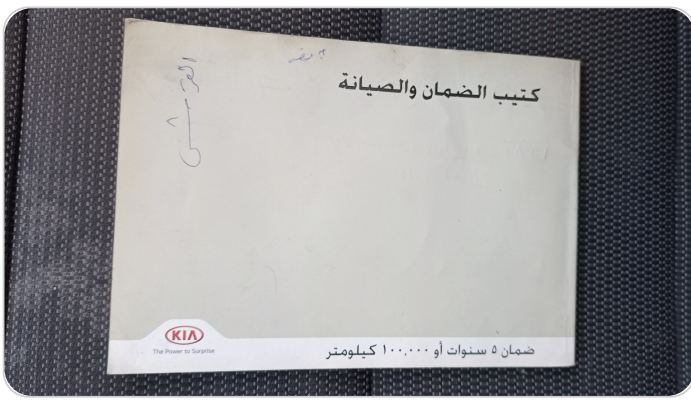 كتيب الضمان والصيانة
KIA
The Power to Surprise
ضمان ٥ سنوات أو ١٠٠,٠٠٠ كيلومتر